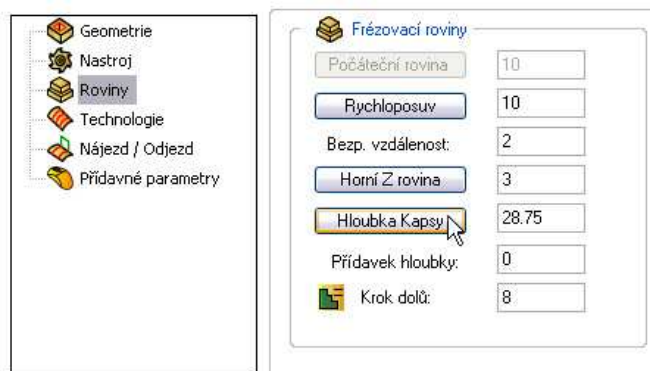 Geometrie
Nastroj
Roviny
Technologie
Nájezd / Odjezd
Přídavné parametry
Frézovací roviny
Počáteční rovina 10
Rychloposuv 10
Bezp. vzdálenost: 2
Horní Z rovina 3
Hloubka Kapsy 28.75
Přídavek hloubky: 0
Krok dolů: 8